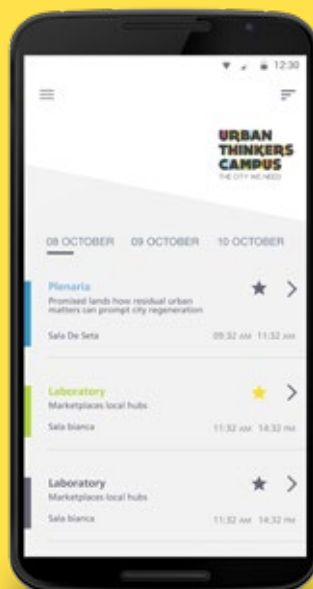 12:30
URBAN
THINKERS
CAMPUS
THE CITY WE NEED
08 OCTOBER 09 OCTOBER 10 OCTOBER
Plenaria
Promised lands how residual urban
matters can prompt city regeneration
Sala De Seta 09:32 AM 11:32 AM
Laboratory
Marketplaces local hubs
Sala bianca 11:32 AM 14:32 PM
Laboratory
Marketplaces local hubs
Sala bianca 11:32 AM 14:32 PM